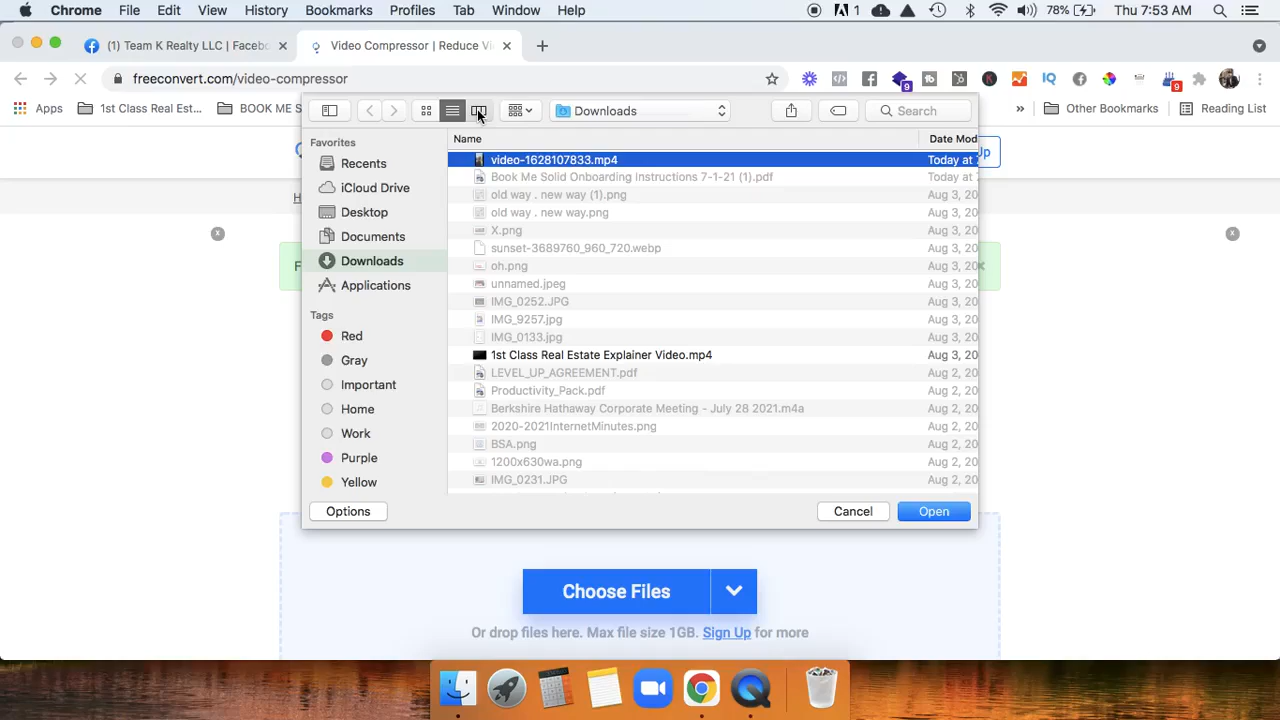 Chrome File Edit View History Bookmarks Profiles Tab Window Help 1 78% Thu 7:53 AM
(1) Team K Realty LLC | Facebo
Video Compressor | Reduce Vi
freeconvert.com/video-compressor
9
9
Apps 1st Class Real Est... BOOK ME S » Other Bookmarks Reading List
Downloads Search
Favorites
Recents
iCloud Drive
Desktop
Documents
Downloads
Applications
Tags
Red
Gray
Important
Home
Work
Purple
Yellow
Name Date Mod
video-1628107833.mp4 Today at
Book Me Solid Onboarding Instructions 7-1-21 (1).pdf Today at
old way . new way (1).png Aug 3, 20
old way . new way.png Aug 3, 20
X.png Aug 3, 20
sunset-3689760_960_720.webp Aug 3, 20
oh.png Aug 3, 20
unnamed.jpeg Aug 3, 20
IMG_0252.JPG Aug 3, 20
IMG_9257.jpg Aug 3, 20
IMG_0133.jpg Aug 3, 20
1st Class Real Estate Explainer Video.mp4 Aug 3, 20
LEVEL_UP_AGREEMENT.pdf Aug 2, 20
Productivity_Pack.pdf Aug 2, 20
Berkshire Hathaway Corporate Meeting - July 28 2021.m4a Aug 2, 20
2020-2021InternetMinutes.png Aug 2, 20
BSA.png Aug 2, 20
1200x630wa.png Aug 2, 20
IMG_0231.JPG Aug 2, 20
Options Cancel Open
Up
H
F
x x
Choose Files
Or drop files here. Max file size 1GB. Sign Up for more